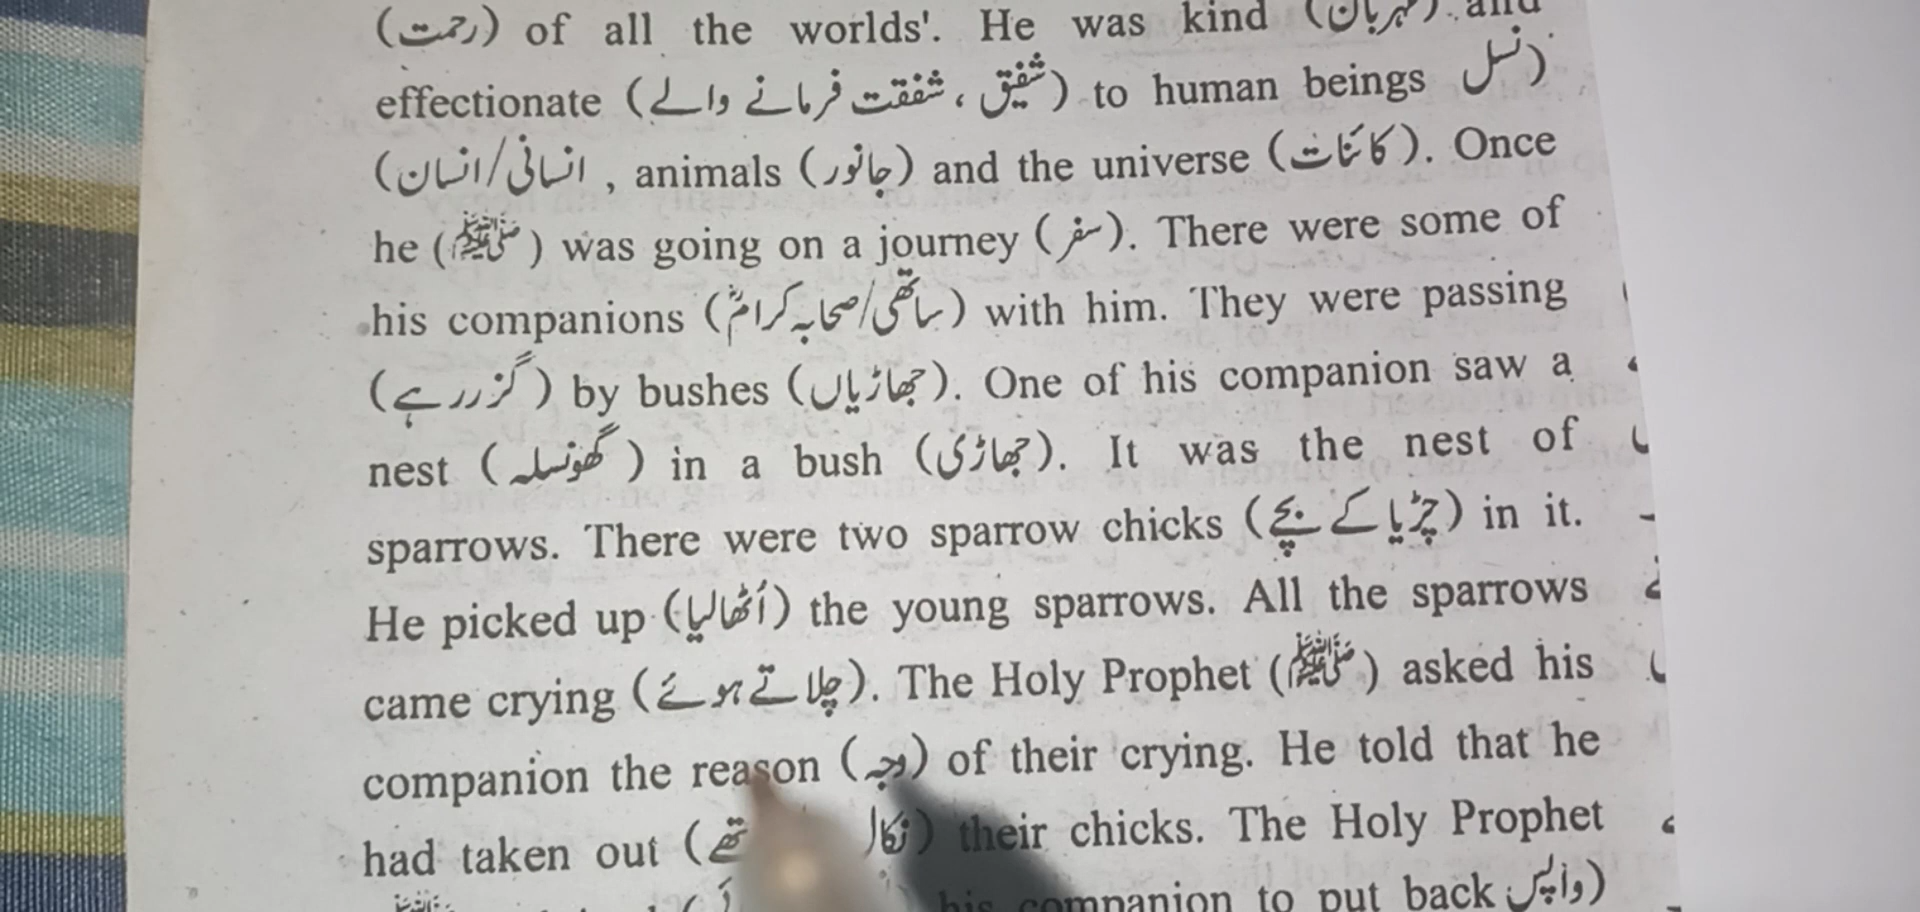 (رحمت) of all the worlds'. He was kind (مہربان) and
effectionate (شفیق، شفقت فرمانے والے) to human beings (نسل
انسانی/انسان), animals (جانور) and the universe (کائنات). Once
he (ﷺ) was going on a journey (سفر). There were some of
his companions (ساتھی/صحابہ کرامؓ) with him. They were passing
(گزر رہے) by bushes (جھاڑیاں). One of his companion saw a
nest (گھونسلہ) in a bush (جھاڑی). It was the nest of
sparrows. There were two sparrow chicks (چڑیا کے بچے) in it.
He picked up (اُٹھا لیا) the young sparrows. All the sparrows
came crying (چلاتے ہوئے). The Holy Prophet (ﷺ) asked his
companion the reason (وجہ) of their crying. He told that he
had taken out ( ) their chicks. The Holy Prophet
his companion to put back (واپس